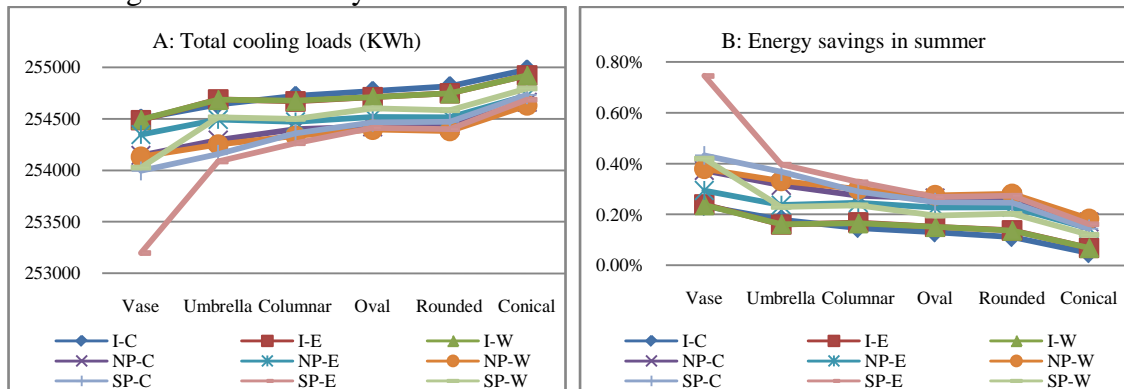 A: Total cooling loads (KWh)
255000
254500
254000
253500
253000
Vase Umbrella Columnar Oval Rounded Conical
I-C I-E I-W
NP-C NP-E NP-W
SP-C SP-E SP-W
B: Energy savings in summer
0.80%
0.60%
0.40%
0.20%
0.00%
Vase Umbrella Columnar Oval Rounded Conical
I-C I-E I-W
NP-C NP-E NP-W
SP-C SP-E SP-W